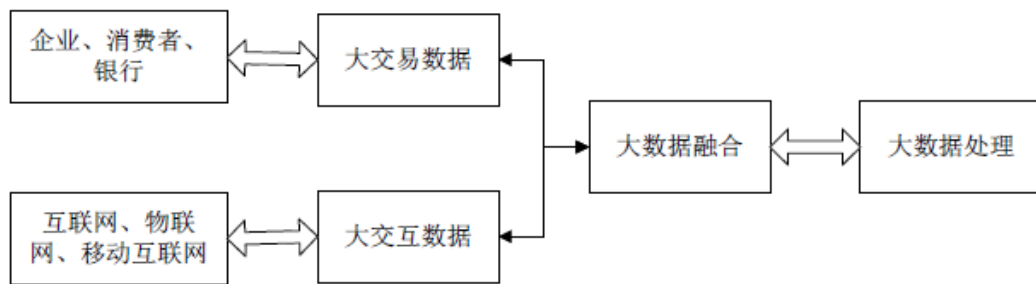 企业、消费者、
银行
大交易数据
大数据融合
大数据处理
互联网、物联
网、移动互联网
大交互数据